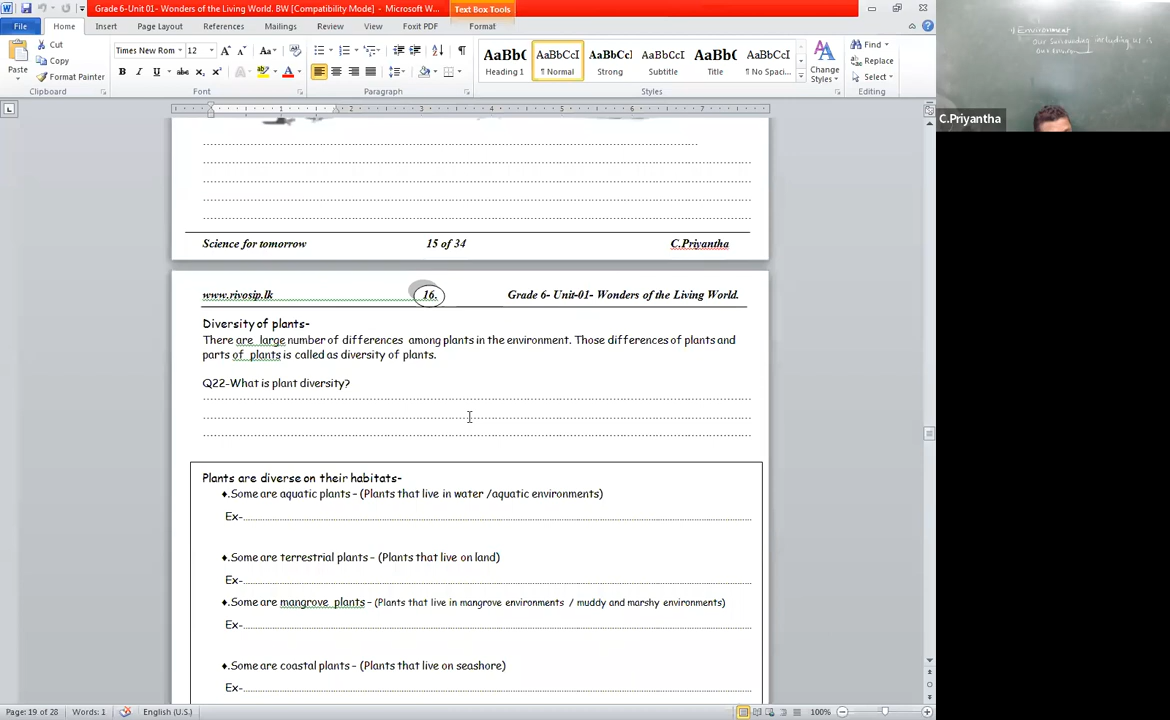 Grade 6-Unit 01- Wonders of the Living World. BW [Compatibility Mode] - Microsoft W...
Text Box Tools
File
Home
Insert
Page Layout
References
Mailings
Review
View
Foxit PDF
Format
Paste
Cut
Copy
Format Painter
Clipboard
Times New Rom
12
Font
Paragraph
AaBbC
Heading 1
AaBbCcI
¶ Normal
AaBbCcl
Strong
AaBbCcI
Subtitle
AaBbC
Title
AaBbCcI
¶ No Spaci...
Change
Styles
Styles
Find
Replace
Select
Editing
Science for tomorrow
15 of 34
C.Priyantha
www.rivosip.lk
16.
Grade 6- Unit-01- Wonders of the Living World.
Diversity of plants-
There are large number of differences among plants in the environment. Those differences of plants and
parts of plants is called as diversity of plants.
Q22-What is plant diversity?
Plants are diverse on their habitats-
♦.Some are aquatic plants – (Plants that live in water /aquatic environments)
Ex-
♦.Some are terrestrial plants – (Plants that live on land)
Ex-
♦.Some are mangrove plants – (Plants that live in mangrove environments / muddy and marshy environments)
Ex-
♦.Some are coastal plants – (Plants that live on seashore)
Ex-
Page: 19 of 28
Words: 1
English (U.S.)
100%
Environment
Our surrounding including us is
C.Priyantha